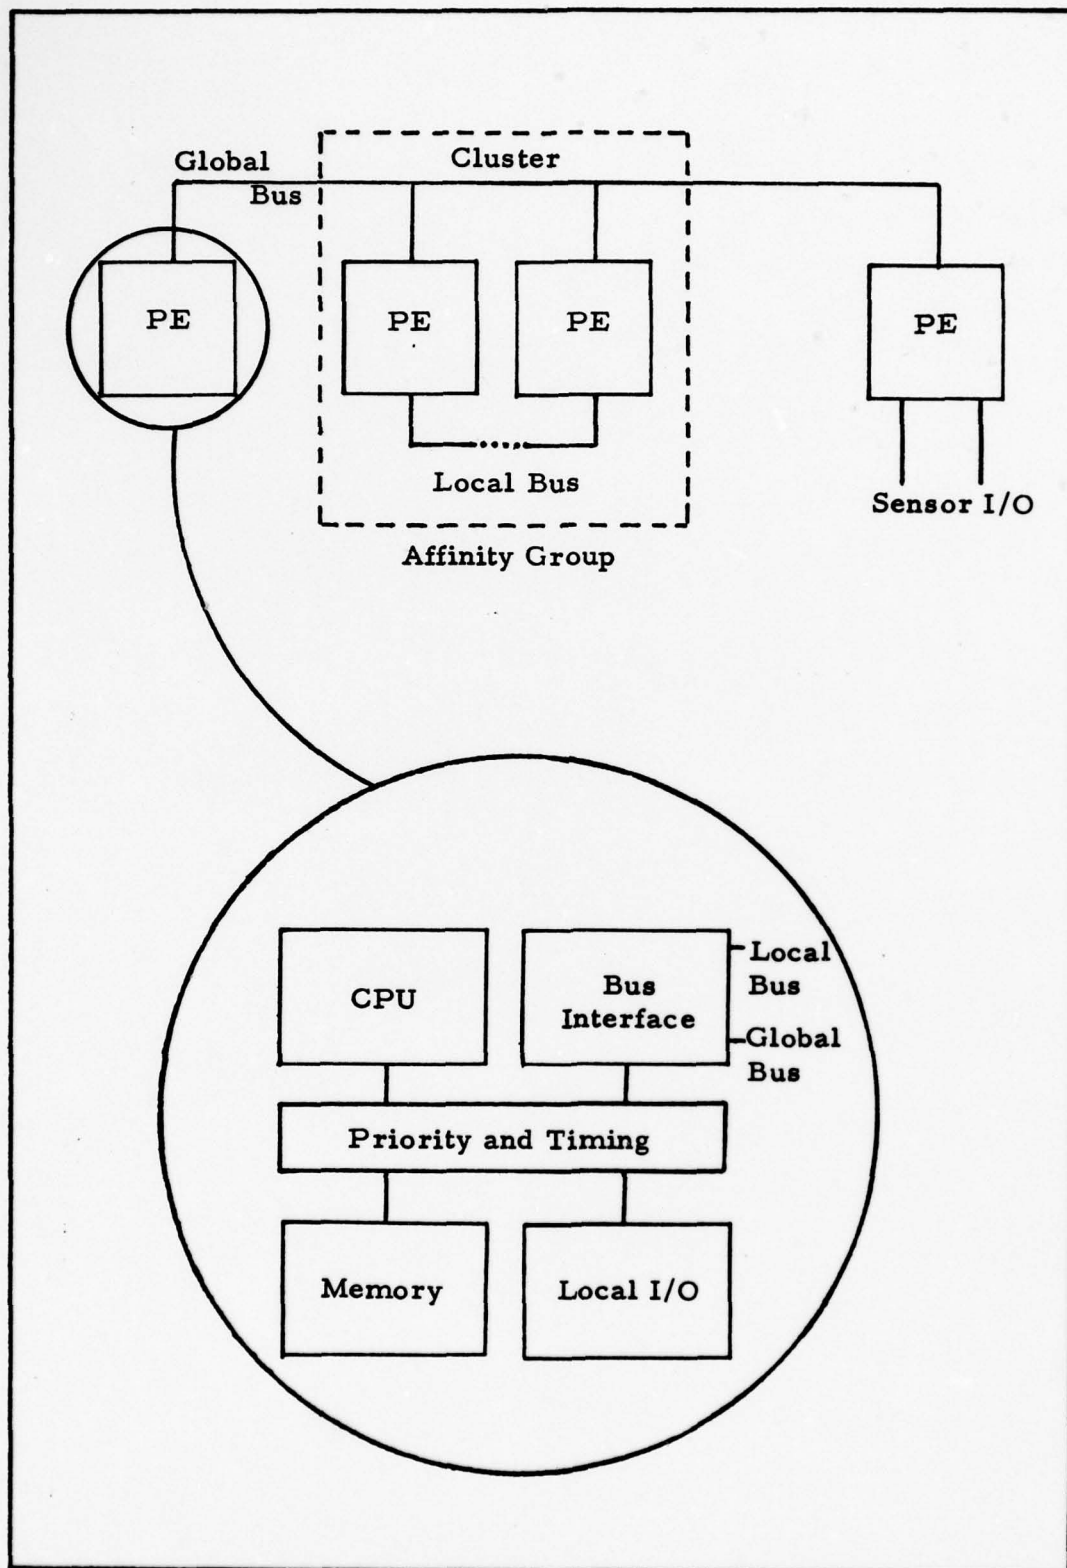 Cluster
Global
Bus
PE
PE
PE
PE
Local Bus
Sensor I/O
Affinity Group
CPU
Bus
Interface
Local
Bus
Global
Bus
Priority and Timing
Memory
Local I/O